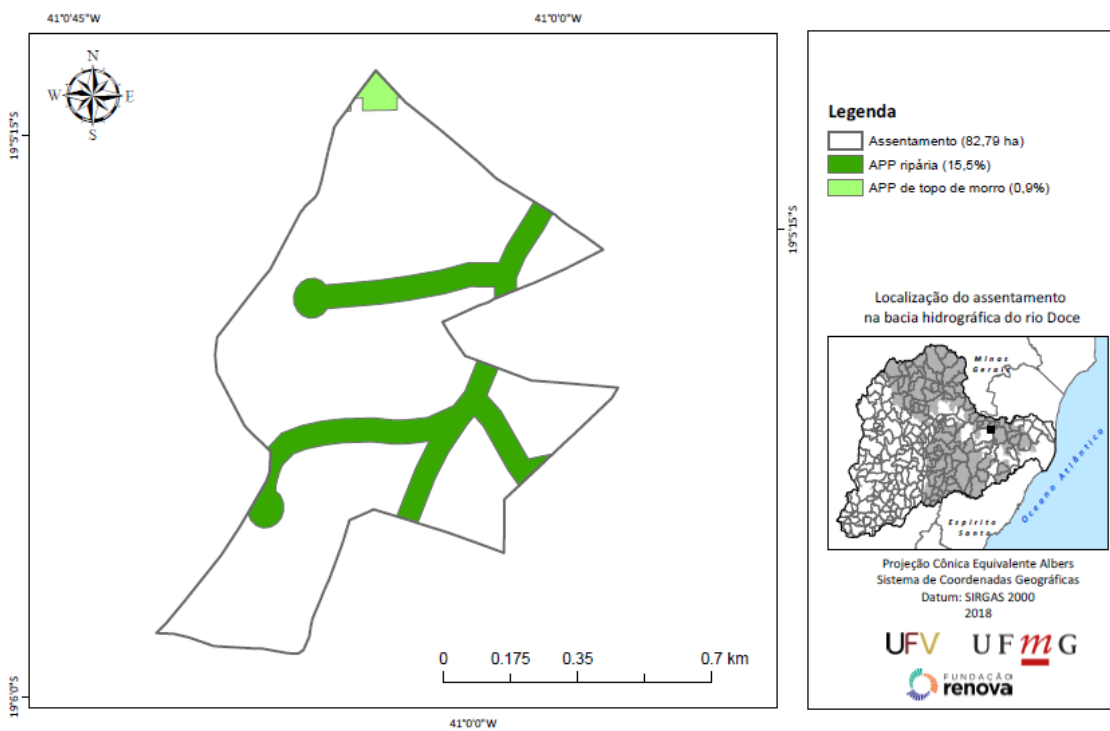 41°0'45"W
41°0'0"W
N
W
E
S
19°5'15"S
19°5'15"S
19°6'0"S
0
0.175
0.35
0.7 km
41°0'0"W
Legenda
Assentamento (82,79 ha)
APP ripária (15,5%)
APP de topo de morro (0,9%)
Localização do assentamento
na bacia hidrográfica do rio Doce
Minas
Gerais
Oceano Atlântico
Espírito
Santo
Projeção Cônica Equivalente Albers
Sistema de Coordenadas Geográficas
Datum: SIRGAS 2000
2018
UFV
UFmG
FUNDAÇÃO
renova